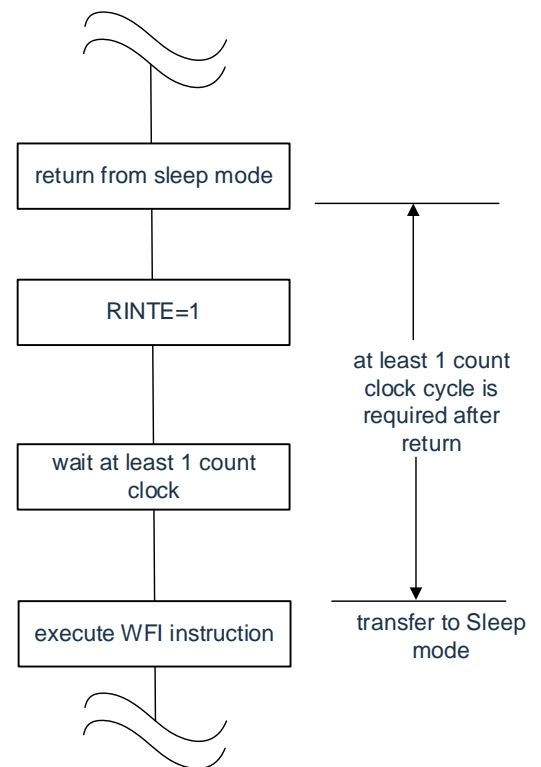 return from sleep mode
RINTE=1
at least 1 count
clock cycle is
required after
return
wait at least 1 count
clock
execute WFI instruction
transfer to Sleep
mode